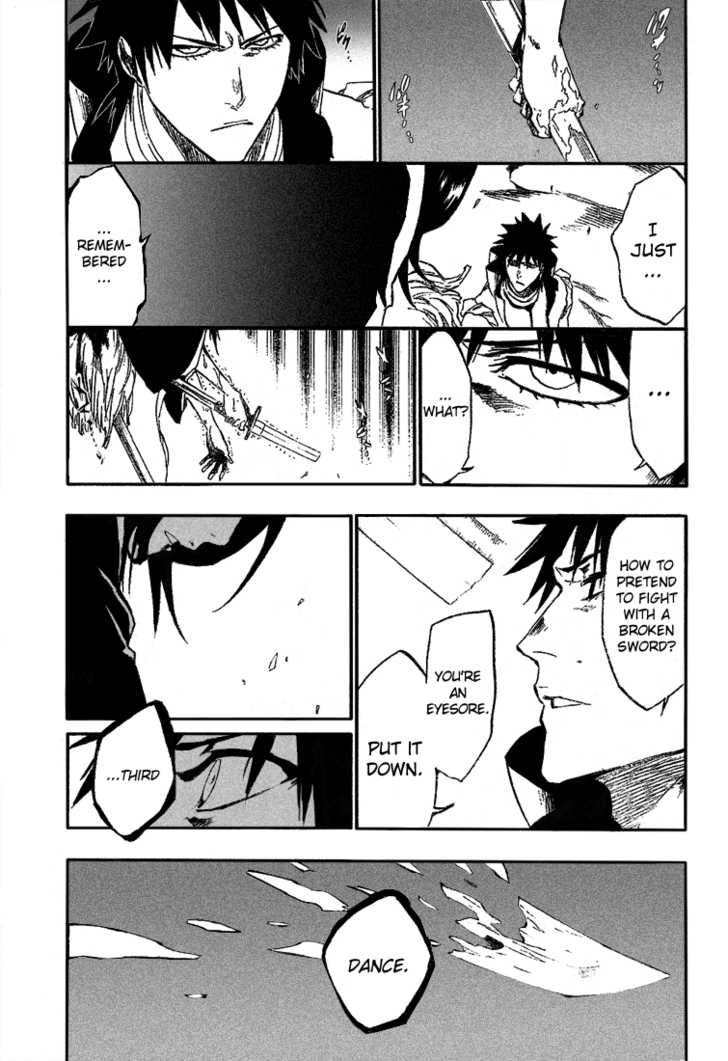 I
JUST
...
...
REMEM-
BERED
...
...
...
WHAT?
HOW TO
PRETEND
TO FIGHT
WITH A
BROKEN
SWORD?
YOU'RE
AN
EYESORE.
PUT IT
DOWN.
...THIRD
DANCE.